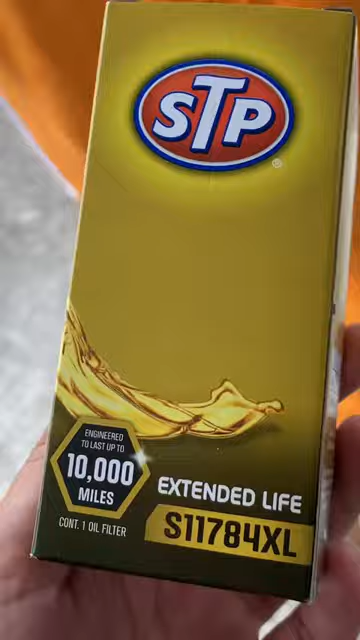 STP
®
ENGINEERED
TO LAST UP TO
10,000
MILES
CONT. 1 OIL FILTER
EXTENDED LIFE
S11784XL